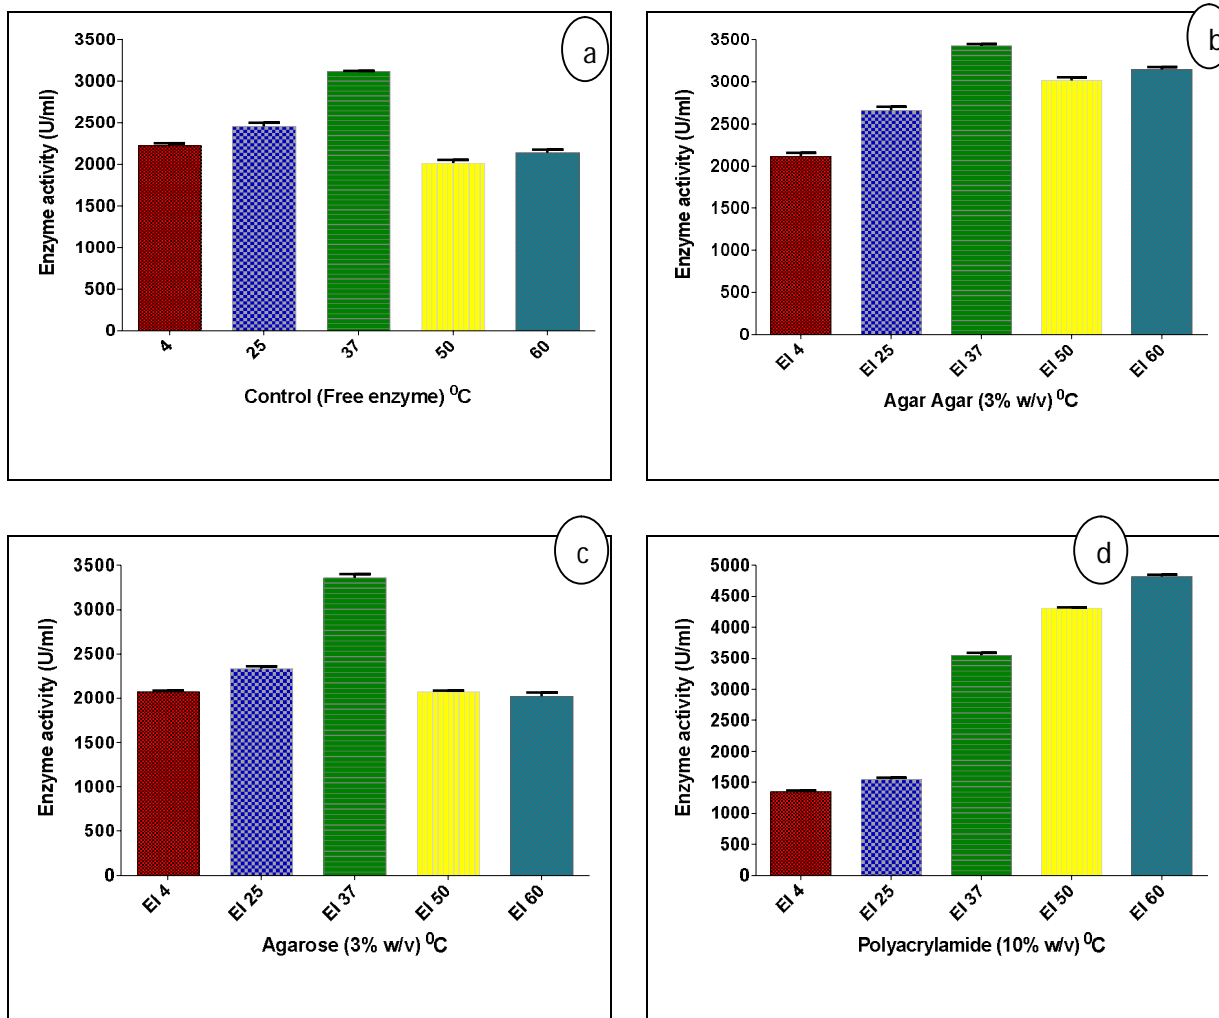 a
3500
3000
2500
2000
1500
1000
500
0
Enzyme activity (U/ml)
4 25 37 50 60
Control (Free enzyme) ⁰C
b
3500
3000
2500
2000
1500
1000
500
0
Enzyme activity (U/ml)
EI 4 EI 25 EI 37 EI 50 EI 60
Agar Agar (3% w/v) ⁰C
c
3500
3000
2500
2000
1500
1000
500
0
Enzyme activity (U/ml)
EI 4 EI 25 EI 37 EI 50 EI 60
Agarose (3% w/v) ⁰C
d
5000
4500
4000
3500
3000
2500
2000
1500
1000
500
0
Enzyme activity (U/ml)
EI 4 EI 25 EI 37 EI 50 EI 60
Polyacrylamide (10% w/v) ⁰C